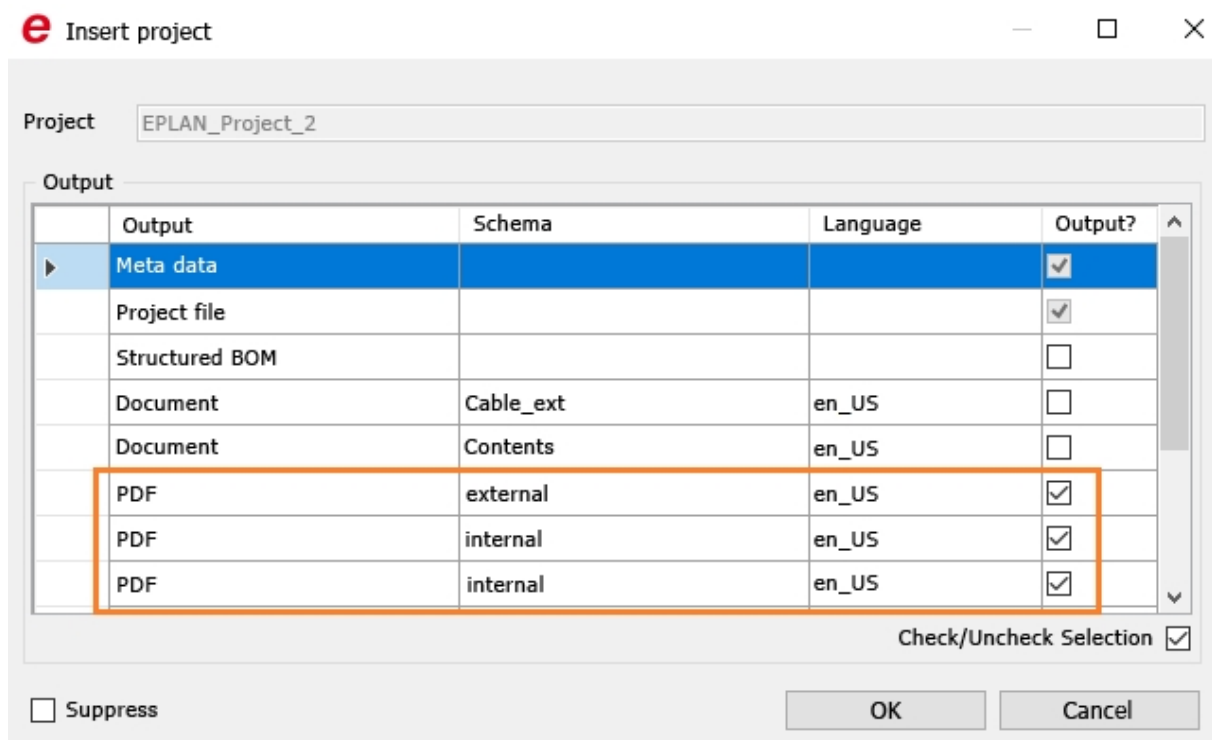 e Insert project
Project EPLAN_Project_2
Output
Output Schema Language Output?
Meta data
Project file
Structured BOM
Document Cable_ext en_US
Document Contents en_US
PDF external en_US
PDF internal en_US
PDF internal en_US
Check/Uncheck Selection
Suppress OK Cancel